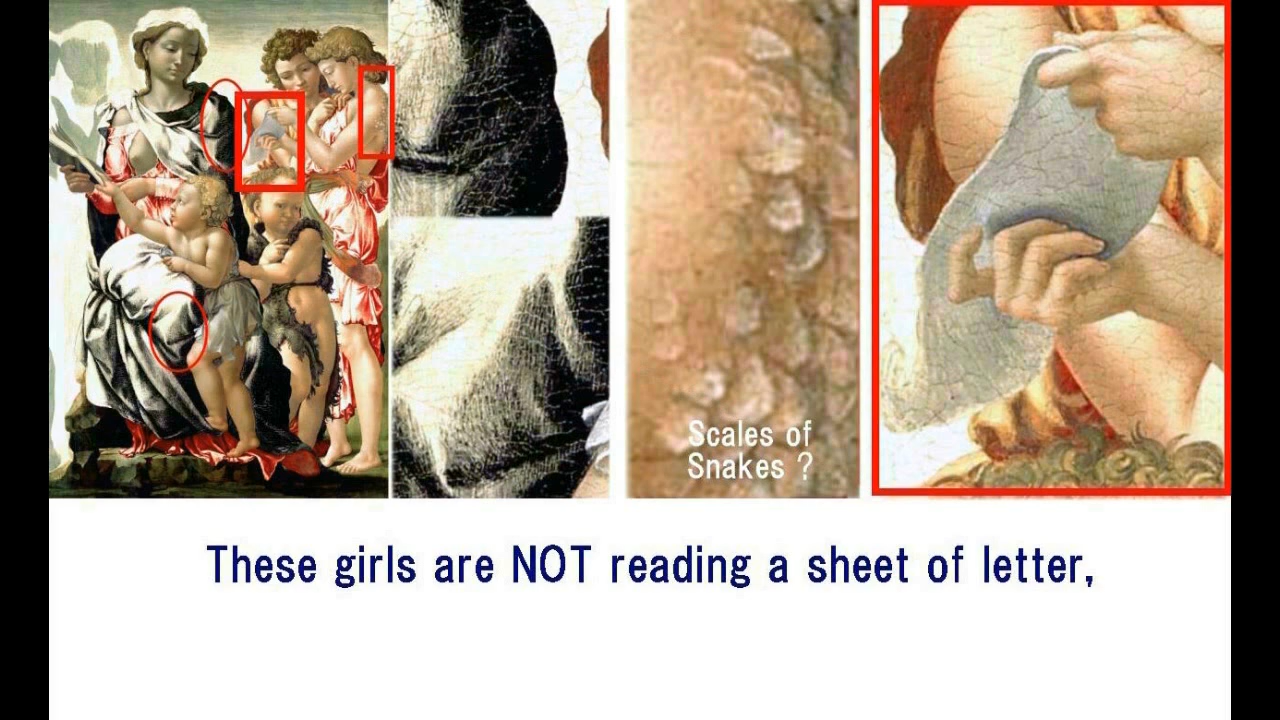 Scales of
Snakes ?
These girls are NOT reading a sheet of letter,